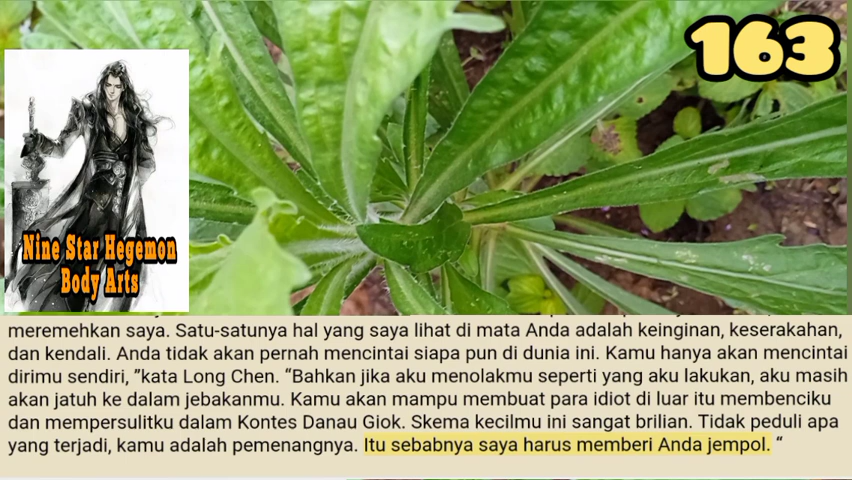 163
Nine Star Hegemon
Body Arts
meremehkan saya. Satu-satunya hal yang saya lihat di mata Anda adalah keinginan, keserakahan,
dan kendali. Anda tidak akan pernah mencintai siapa pun di dunia ini. Kamu hanya akan mencintai
dirimu sendiri, ”kata Long Chen. “Bahkan jika aku menolakmu seperti yang aku lakukan, aku masih
akan jatuh ke dalam jebakanmu. Kamu akan mampu membuat para idiot di luar itu membenciku
dan mempersulitku dalam Kontes Danau Giok. Skema kecilmu ini sangat brilian. Tidak peduli apa
yang terjadi, kamu adalah pemenangnya. Itu sebabnya saya harus memberi Anda jempol. “